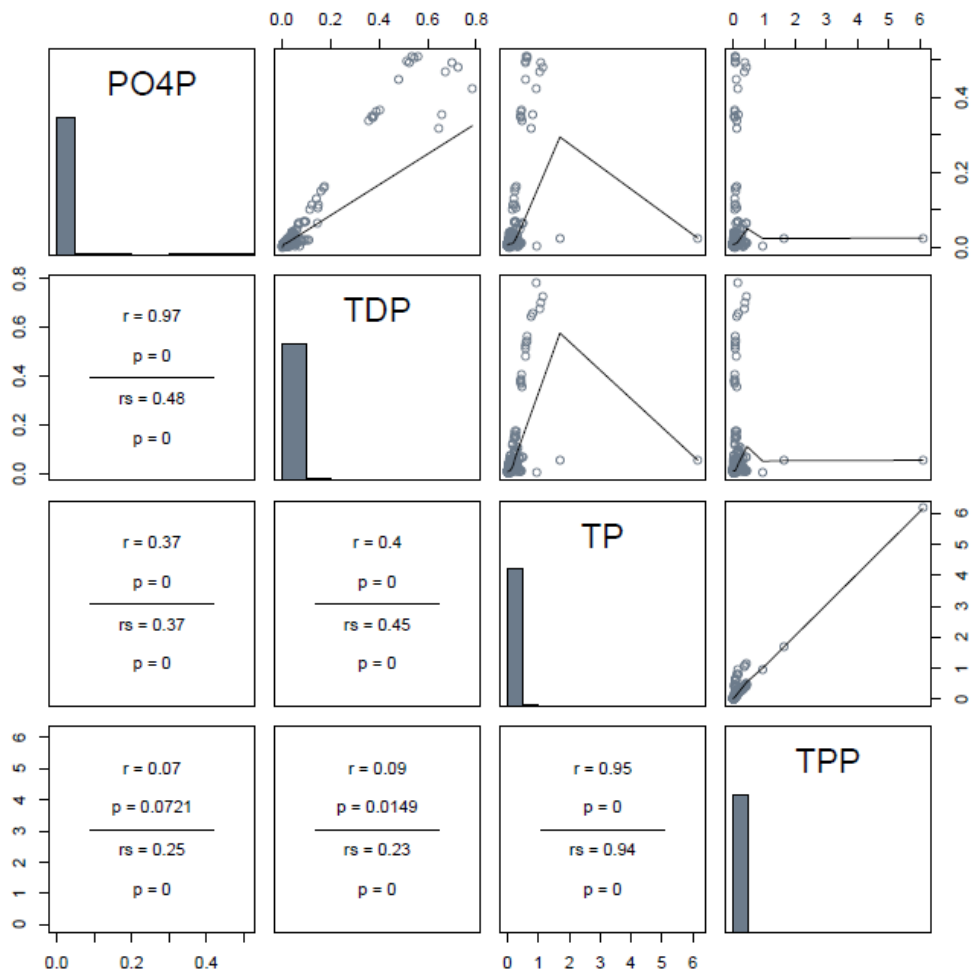 0.0 0.2 0.4 0.6 0.8
0 1 2 3 4 5 6
PO4P
0.0 0.2 0.4
0.0 0.2 0.4 0.6 0.8
r = 0.97
p = 0
rs = 0.48
p = 0
TDP
r = 0.37
p = 0
rs = 0.37
p = 0
r = 0.4
p = 0
rs = 0.45
p = 0
TP
0 1 2 3 4 5 6
0 1 2 3 4 5 6
r = 0.07
p = 0.0721
rs = 0.25
p = 0
r = 0.09
p = 0.0149
rs = 0.23
p = 0
r = 0.95
p = 0
rs = 0.94
p = 0
TPP
0.0 0.2 0.4
0 1 2 3 4 5 6